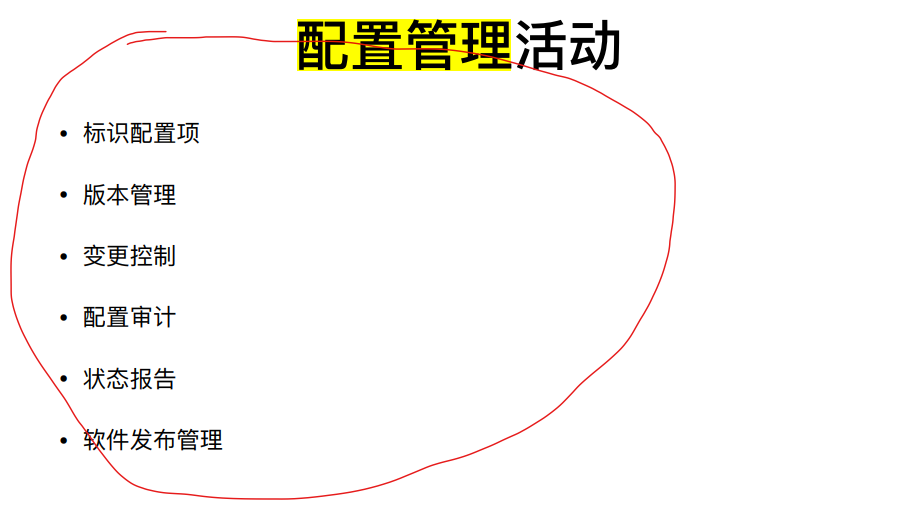 配置管理活动
• 标识配置项
• 版本管理
• 变更控制
• 配置审计
• 状态报告
• 软件发布管理